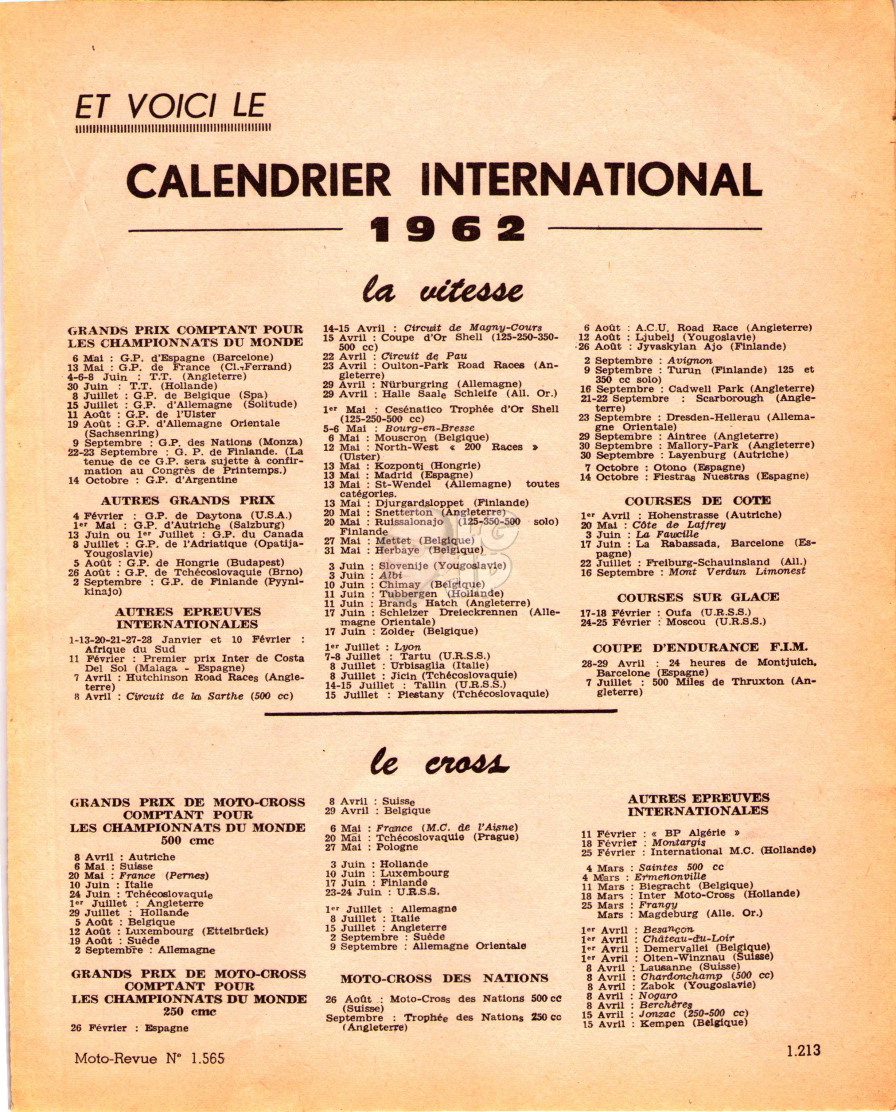 ET VOICI LE
CALENDRIER INTERNATIONAL
1962
la vitesse
GRANDS PRIX COMPTANT POUR
LES CHAMPIONNATS DU MONDE
6 Mai : G.P. d'Espagne (Barcelone)
13 Mai : G.P. de France (Cl.-Ferrand)
4-6-8 Juin : T.T. (Angleterre)
30 Juin : T.T. (Hollande)
8 Juillet : G.P. de Belgique (Spa)
15 Juillet : G.P. d'Allemagne (Solitude)
11 Août : G.P. de l'Ulster
19 Août : G.P. d'Allemagne Orientale
(Sachsenring)
9 Septembre : G.P. des Nations (Monza)
22-23 Septembre : G. P. de Finlande. (La
tenue de ce G.P. sera sujette à confir-
mation au Congrès de Printemps.)
14 Octobre : G.P. d'Argentine
AUTRES GRANDS PRIX
4 Février : G.P. de Daytona (U.S.A.)
1er Mai : G.P. d'Autriche (Salzburg)
13 Juin ou 1er Juillet : G.P. du Canada
8 Juillet : G.P. de l'Adriatique (Opatija-
Yougoslavie)
5 Août : G.P. de Hongrie (Budapest)
26 Août : G.P. de Tchécoslovaquie (Brno)
2 Septembre : G.P. de Finlande (Pyyni-
kinajo)
AUTRES EPREUVES
INTERNATIONALES
1-13-20-21-27-28 Janvier et 10 Février :
Afrique du Sud
11 Février : Premier prix Inter de Costa
Del Sol (Malaga - Espagne)
7 Avril : Hutchinson Road Races (Angle-
terre)
8 Avril : Circuit de la Sarthe (500 cc)
14-15 Avril : Circuit de Magny-Cours
15 Avril : Coupe d'Or Shell (125-250-350-
500 cc)
22 Avril : Circuit de Pau
23 Avril : Oulton-Park Road Races (An-
gleterre)
29 Avril : Nürburgring (Allemagne)
29 Avril : Halle Saale Schleife (All. Or.)
1er Mai : Cesénatico Trophée d'Or Shell
(125-250-500 cc)
5-6 Mai : Bourg-en-Bresse
6 Mai : Mouscron (Belgique)
12 Mai : North-West « 200 Races »
(Ulster)
13 Mai : Kozponti (Hongrie)
13 Mai : Madrid (Espagne)
13 Mai : St-Wendel (Allemagne) toutes
catégories.
13 Mai : Djurgardsloppet (Finlande)
20 Mai : Snetterton (Angleterre)
20 Mai : Ruissalonajo (125-350-500 solo)
Finlande
27 Mai : Mettet (Belgique)
31 Mai : Herbaye (Belgique)
3 Juin : Slovenije (Yougoslavie)
3 Juin : Albi
10 Juin : Chimay (Belgique)
11 Juin : Tubbergen (Hollande)
11 Juin : Brands Hatch (Angleterre)
17 Juin : Schleizer Dreieckrennen (Alle-
magne Orientale)
17 Juin : Zolder (Belgique)
1er Juillet : Lyon
7-8 Juillet : Tartu (U.R.S.S.)
8 Juillet : Urbisaglia (Italie)
8 Juillet : Jicin (Tchécoslovaquie)
14-15 Juillet : Tallin (U.R.S.S.)
15 Juillet : Piestany (Tchécoslovaquie)
6 Août : A.C.U. Road Race (Angleterre)
12 Août : Ljubelj (Yougoslavie)
26 Août : Jyvaskylan Ajo (Finlande)
2 Septembre : Avignon
9 Septembre : Turun (Finlande) 125 et
350 cc solo)
16 Septembre : Cadwell Park (Angleterre)
21-22 Septembre : Scarborough (Angle-
terre)
23 Septembre : Dresden-Hellerau (Allema-
gne Orientale)
29 Septembre : Aintree (Angleterre)
30 Septembre : Mallory-Park (Angleterre)
30 Septembre : Layenburg (Autriche)
7 Octobre : Otono (Espagne)
14 Octobre : Fiestras Nuestras (Espagne)
COURSES DE COTE
1er Avril : Hohenstrasse (Autriche)
20 Mai : Côte de Laffrey
3 Juin : La Faucille
17 Juin : La Rabassada, Barcelone (Es-
pagne)
22 Juillet : Freiburg-Schauinsland (All.)
16 Septembre : Mont Verdun Limonest
COURSES SUR GLACE
17-18 Février : Oufa (U.R.S.S.)
24-25 Février : Moscou (U.R.S.S.)
COUPE D'ENDURANCE F.I.M.
28-29 Avril : 24 heures de Montjuich,
Barcelone (Espagne)
7 Juillet : 500 Miles de Thruxton (An-
gleterre)
le cross
GRANDS PRIX DE MOTO-CROSS
COMPTANT POUR
LES CHAMPIONNATS DU MONDE
500 cmc
8 Avril : Autriche
6 Mai : Suisse
20 Mai : France (Pernes)
10 Juin : Italie
24 Juin : Tchécoslovaquie
1er Juillet : Angleterre
29 Juillet : Hollande
5 Août : Belgique
12 Août : Luxembourg (Ettelbrück)
19 Août : Suède
2 Septembre : Allemagne
GRANDS PRIX DE MOTO-CROSS
COMPTANT POUR
LES CHAMPIONNATS DU MONDE
250 cmc
26 Février : Espagne
8 Avril : Suisse
29 Avril : Belgique
6 Mai : France (M.C. de l'Aisne)
20 Mai : Tchécoslovaquie (Prague)
27 Mai : Pologne
3 Juin : Hollande
10 Juin : Luxembourg
17 Juin : Finlande
23-24 Juin : U.R.S.S.
1er Juillet : Allemagne
8 Juillet : Italie
15 Juillet : Angleterre
2 Septembre : Suède
9 Septembre : Allemagne Orientale
MOTO-CROSS DES NATIONS
26 Août : Moto-Cross des Nations 500 cc
(Suisse)
Septembre : Trophée des Nations 250 cc
(Angleterre)
AUTRES EPREUVES
INTERNATIONALES
11 Février : « BP Algérie »
18 Février : Montargis
25 Février : International M.C. (Hollande)
4 Mars : Saintes 500 cc
4 Mars : Ermenonville
11 Mars : Biegracht (Belgique)
18 Mars : Inter Moto-Cross (Hollande)
25 Mars : Frangy
Mars : Magdeburg (Alle. Or.)
1er Avril : Besançon
1er Avril : Château-du-Loir
1er Avril : Demervallei (Belgique)
1er Avril : Olten-Winznau (Suisse)
8 Avril : Lausanne (Suisse)
8 Avril : Chardonchamp (500 cc)
8 Avril : Zabok (Yougoslavie)
8 Avril : Nogaro
8 Avril : Berchères
15 Avril : Jonzac (250-500 cc)
15 Avril : Kempen (Belgique)
Moto-Revue N° 1.565
1.213